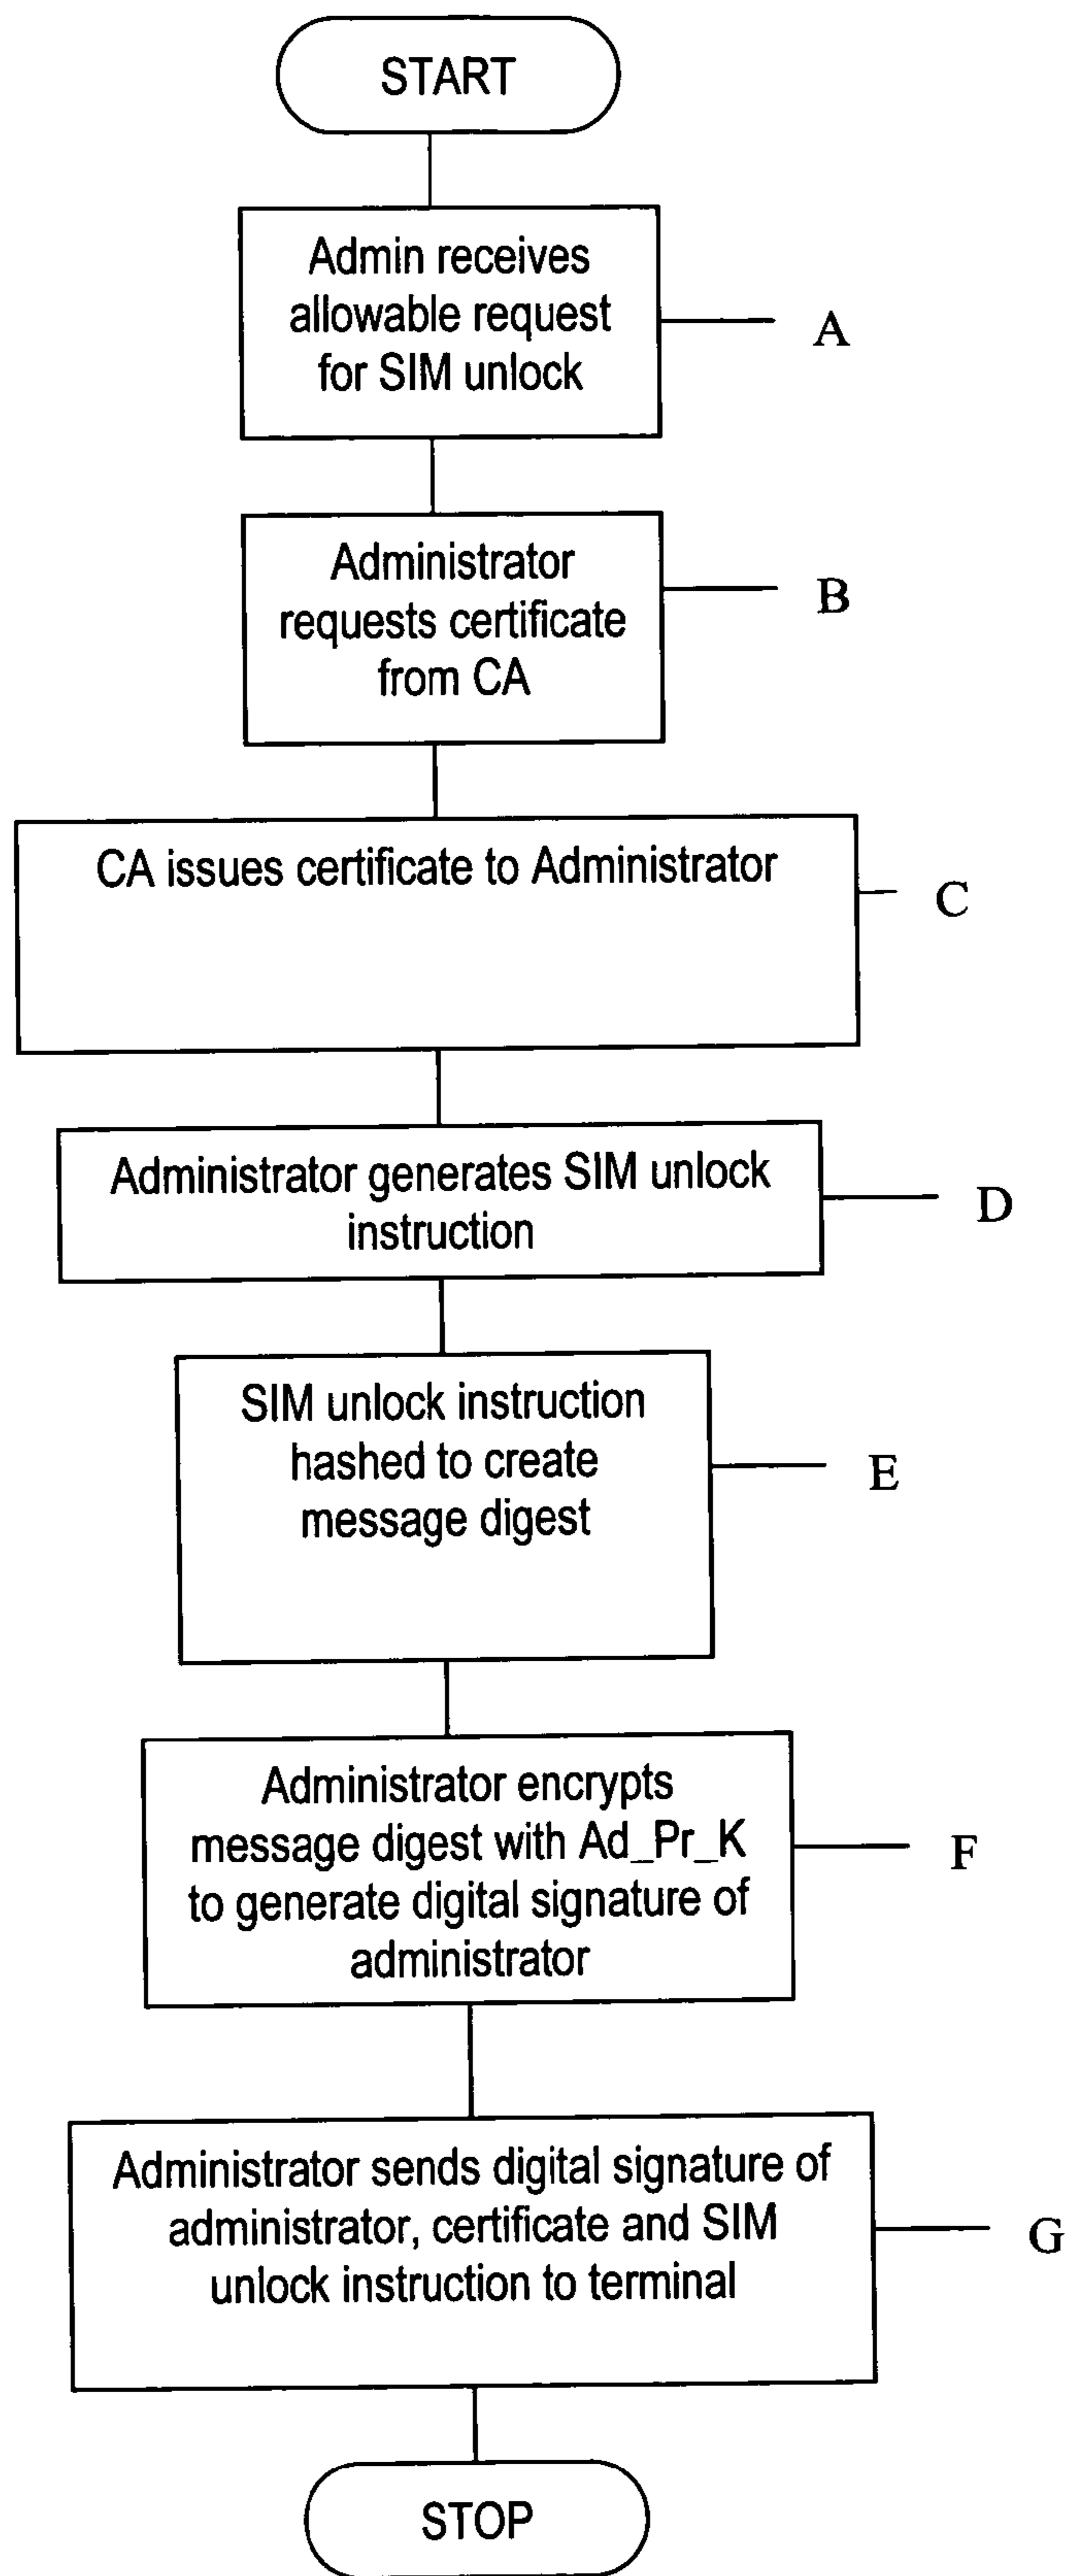 START
Admin receives
allowable request
for SIM unlock
A
Administrator
requests certificate
from CA
B
CA issues certificate to Administrator
C
Administrator generates SIM unlock
instruction
D
SIM unlock instruction
hashed to create
message digest
E
Administrator encrypts
message digest with Ad_Pr_K
to generate digital signature of
administrator
F
Administrator sends digital signature of
administrator, certificate and SIM
unlock instruction to terminal
G
STOP